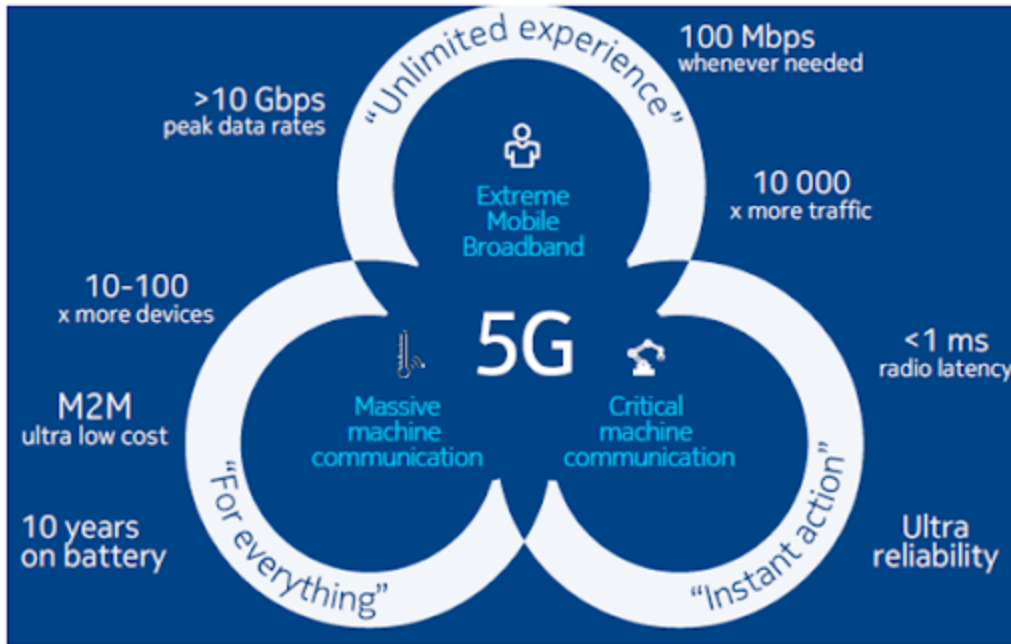 “Unlimited experience”
100 Mbps
whenever needed
>10 Gbps
peak data rates
10 000
x more traffic
Extreme
Mobile
Broadband
10-100
x more devices
5G
<1 ms
radio latency
M2M
ultra low cost
Massive
machine
communication
Critical
machine
communication
10 years
on battery
“For everything”
“Instant action”
Ultra
reliability